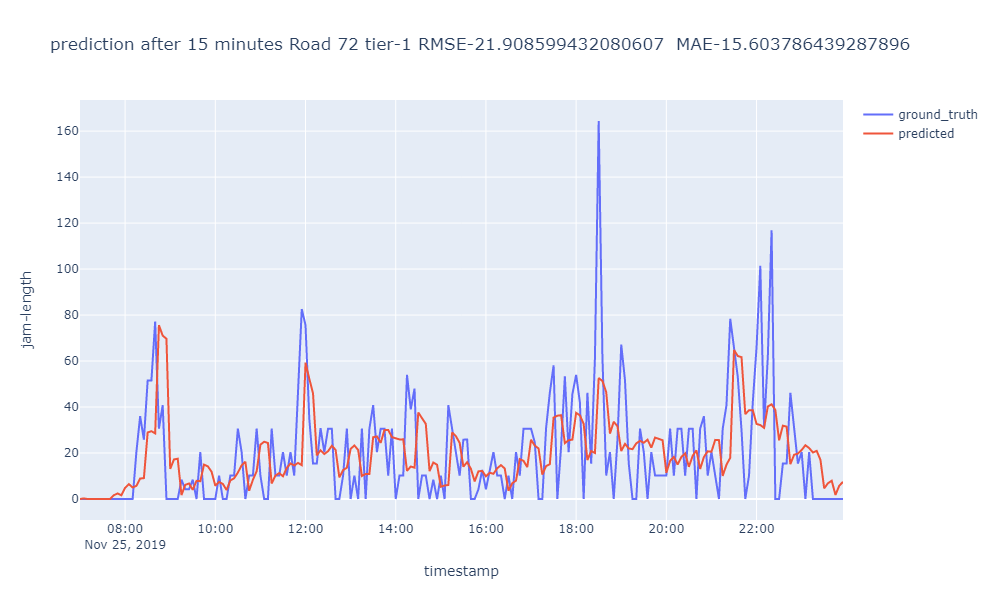 prediction after 15 minutes Road 72 tier-1 RMSE-21.908599432080607  MAE-15.603786439287896
ground_truth
predicted
160
140
120
100
80
60
40
20
0
jam-length
08:00 10:00 12:00 14:00 16:00 18:00 20:00 22:00
Nov 25, 2019
timestamp